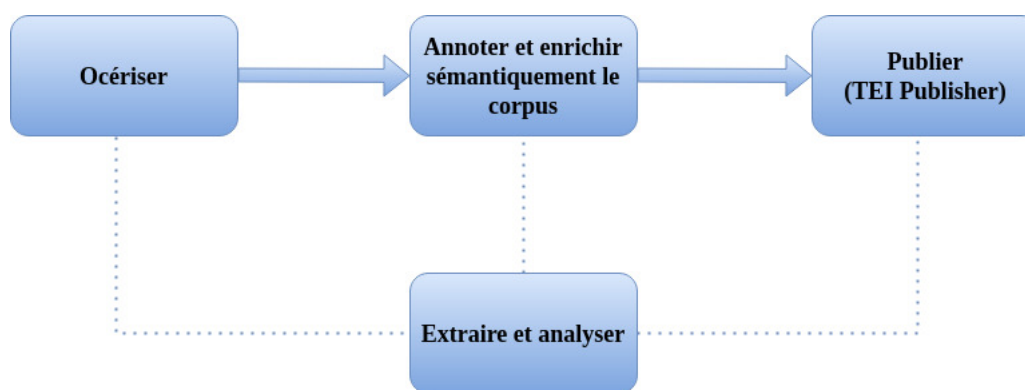 Océriser
Annoter et enrichir
sémantiquement le
corpus
Publier
(TEI Publisher)
Extraire et analyser